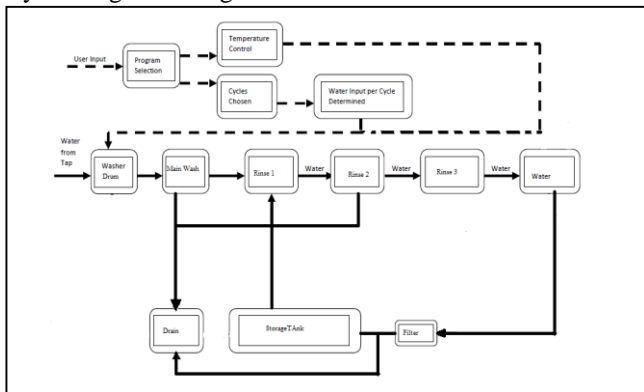 User Input
Program
Selection
Temperature
Control
Cycles
Chosen
Water Input per Cycle
Determined
Water
from
Tap
Washer
Drum
Main Wash
Rinse 1
Water
Rinse 2
Water
Rinse 3
Water
Water
Drain
StorageTAnk
Filter